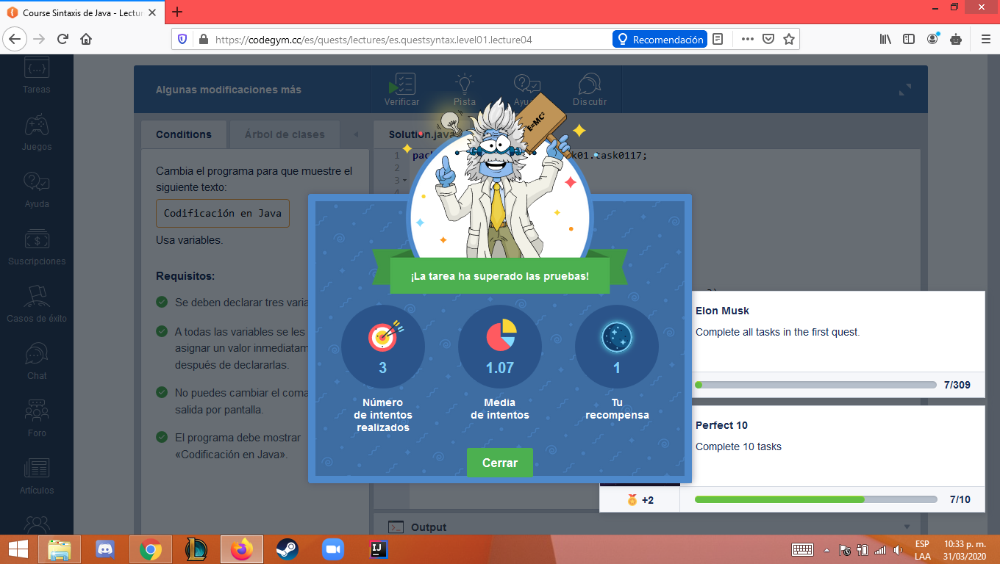 Course Sintaxis de Java - Lectur
https://codegym.cc/es/quests/lectures/es.questsyntax.level01.lecture04
Recomendación
Tareas
Juegos
Ayuda
Suscripciones
Casos de éxito
Chat
Foro
Artículos
Algunas modificaciones más
Verificar
Pista
Ayu
Discutir
Conditions
Árbol de clases
Cambia el programa para que muestre el
siguiente texto:
Codificación en Java
Usa variables.
Requisitos:
Se deben declarar tres varia
A todas las variables se les
asignar un valor inmediatam
después de declararlas.
No puedes cambiar el coma
salida por pantalla.
El programa debe mostrar
«Codificación en Java».
Solution.java
1 pac k01.task0117;
2
3
E=MC²
¡La tarea ha superado las pruebas!
3
Número
de intentos
realizados
1.07
Media
de intentos
1
Tu
recompensa
Cerrar
Elon Musk
Complete all tasks in the first quest.
7/309
Perfect 10
Complete 10 tasks
+2
7/10
Output
IJ
ESP
LAA
10:33 p. m.
31/03/2020